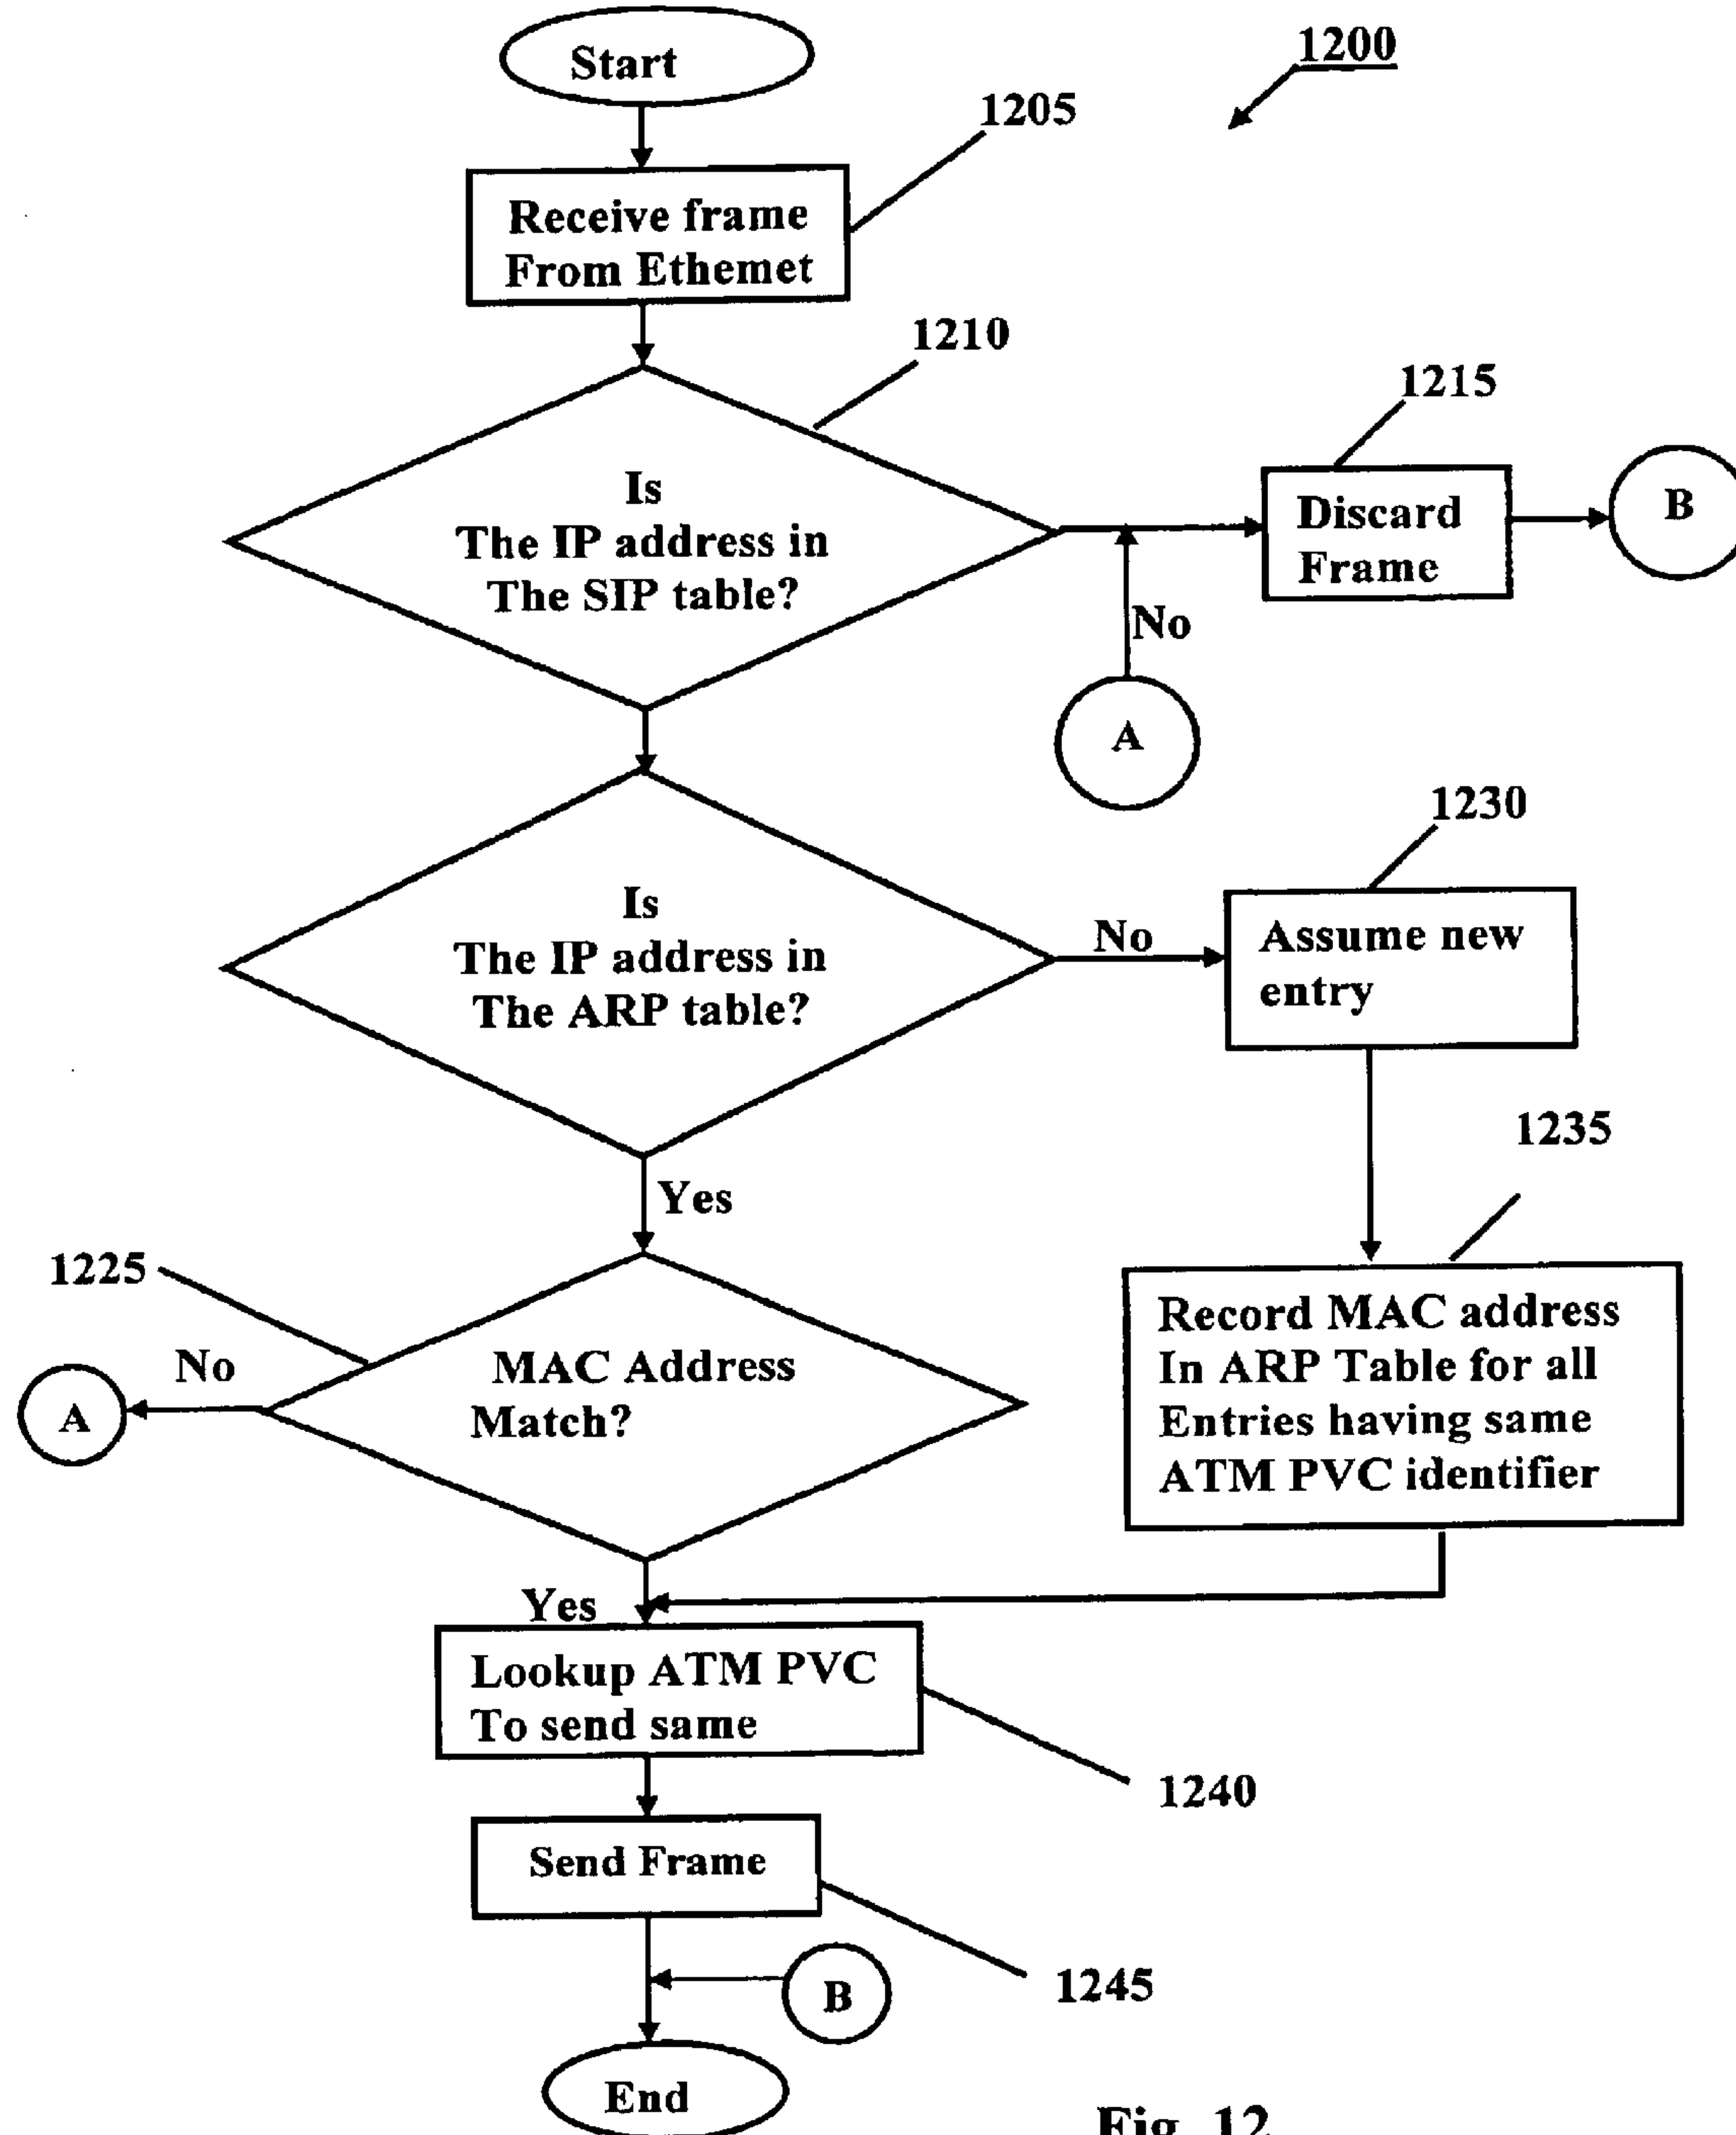 Start
1200
1205
Receive frame
From Ethemet
1210
1215
Is
The IP address in
The SIP table?
Discard
Frame
B
No
A
1230
Is
The IP address in
The ARP table?
No
Assume new
entry
1235
Yes
1225
No
A
MAC Address
Match?
Record MAC address
In ARP Table for all
Entries having same
ATM PVC identifier
Yes
Lookup ATM PVC
To send same
1240
Send Frame
1245
B
End
Fig. 12